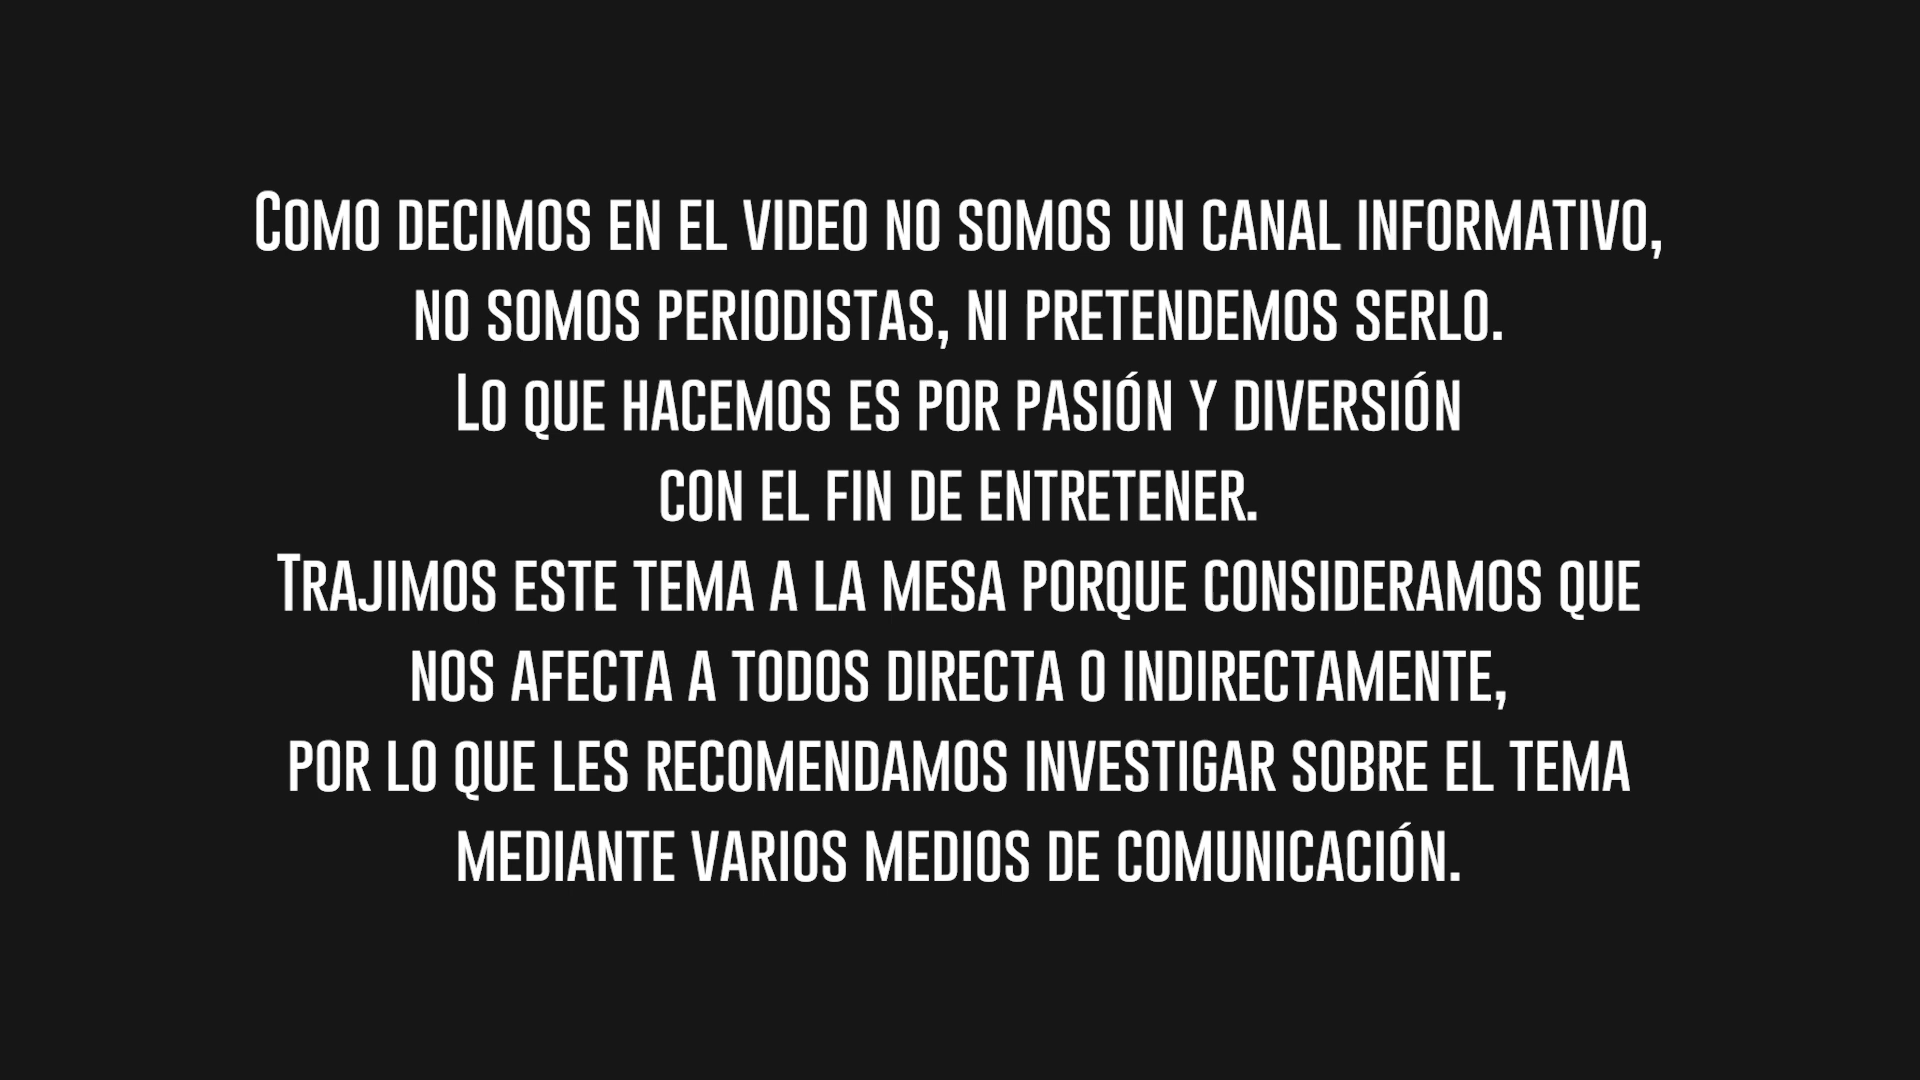 Como decimos en el video no somos un canal informativo,
no somos periodistas, ni pretendemos serlo.
Lo que hacemos es por pasión y diversión
con el fin de entretener.
Trajimos este tema a la mesa porque consideramos que
nos afecta a todos directa o indirectamente,
por lo que les recomendamos investigar sobre el tema
mediante varios medios de comunicación.